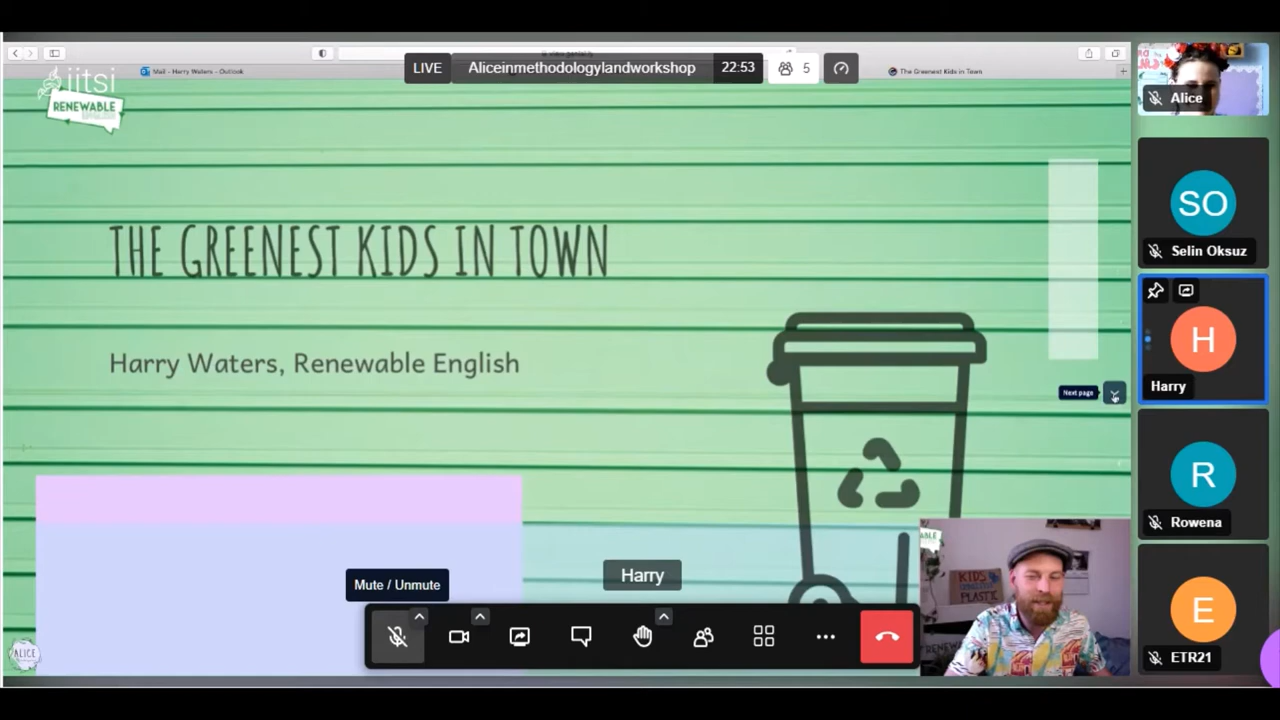 Mail - Harry Waters - Outlook
The Greenest Kids in Town
LIVE
Aliceinmethodologylandworkshop
22:53
5
jitsi
RENEWABLE
ENGLISH
THE GREENEST KIDS IN TOWN
Harry Waters, Renewable English
Next page
Alice
SO
Selin Oksuz
H
Harry
R
Rowena
E
ETR21
Harry
Mute / Unmute
KIDS
PLASTIC
ALICE